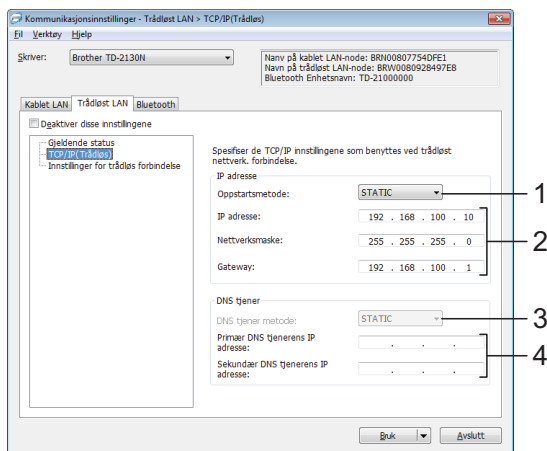 Kommunikasjonsinnstillinger - Trådløst LAN > TCP/IP(Trådløs)
Fil Verktøy Hjelp
Skriver: Brother TD-2130N
Nanv på kablet LAN-node: BRN00807754DFE1
Navn på trådløst LAN-node: BRW0080928497EB
Bluetooth Enhetsnavn: TD-21000000
Kablet LAN Trådløst LAN Bluetooth
Deaktiver disse innstillingene
Gjeldende status
TCP/IP(Trådløs)
Innstillinger for trådløs forbindelse
Spesifiser de TCP/IP innstillingene som benyttes ved trådløst
nettverk. forbindelse.
IP adresse
Oppstartsmetode: STATIC 1
IP adresse: 192 . 168 . 100 . 10
Nettverksmaske: 255 . 255 . 255 . 0 2
Gateway: 192 . 168 . 100 . 1
DNS tjener
DNS tjener metode: STATIC 3
Primær DNS tjenerens IP
adresse: . . .
4
Sekundær DNS tjenerens IP
adresse: . . .
Bruk Avslutt